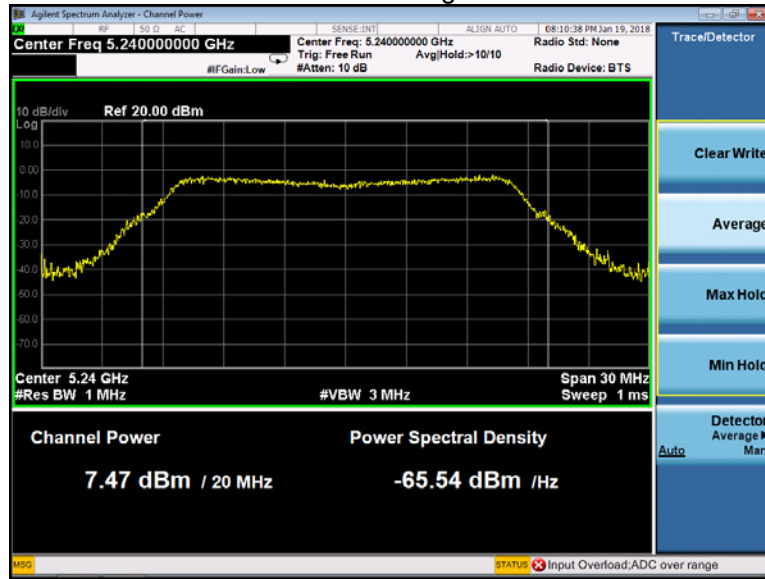 Agilent Spectrum Analyzer - Channel Power
RF 50 Ω AC SENSE:INT ALIGN AUTO 08:10:38 PM Jan 19, 2018
Center Freq 5.240000000 GHz
Center Freq: 5.240000000 GHz
Radio Std: None
Trig: Free Run Avg|Hold:>10/10
#IFGain:Low
#Atten: 10 dB
Radio Device: BTS
Trace/Detector
10 dB/div Ref 20.00 dBm
Log
10.0
0.00
-10.0
-20.0
-30.0
-40.0
-50.0
-60.0
-70.0
Clear Write
Average
Max Hold
Min Hold
Detector
Average
Auto Man
Center 5.24 GHz
Span 30 MHz
#Res BW 1 MHz
#VBW 3 MHz
Sweep 1 ms
Channel Power
Power Spectral Density
7.47 dBm / 20 MHz
-65.54 dBm /Hz
MSG
STATUS
Input Overload;ADC over range